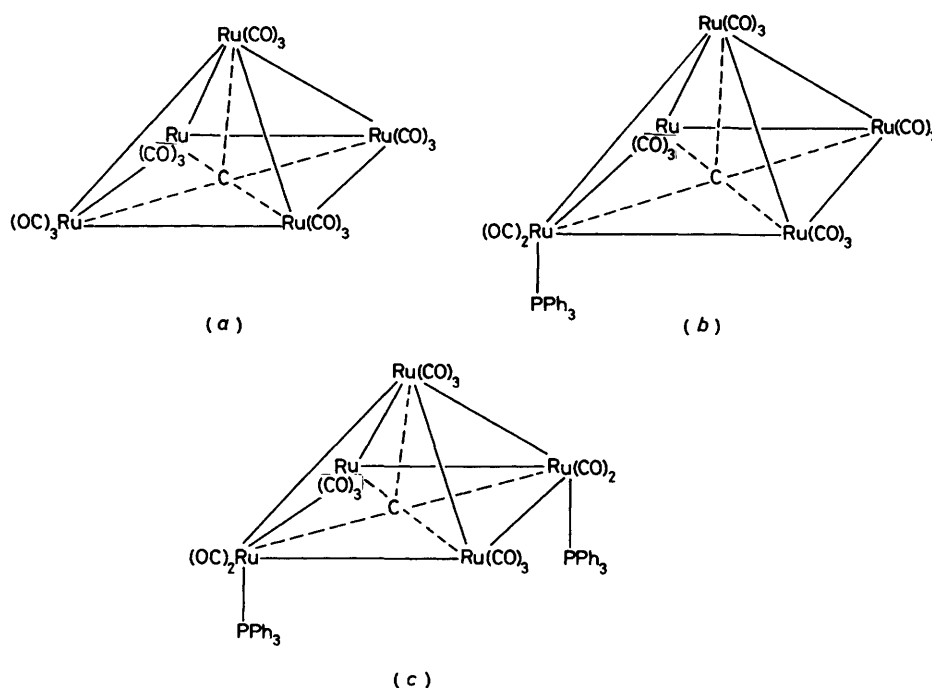 Ru(CO)₃
Ru
(CO)₃
Ru(CO)₃
C
(OC)₃Ru
Ru(CO)₃
(a)
Ru(CO)₃
Ru
(CO)₃
Ru(CO)₃
C
(OC)₂Ru
Ru(CO)₃
PPh₃
(b)
Ru(CO)₃
Ru
(CO)₃
Ru(CO)₂
C
(OC)₂Ru
Ru(CO)₃
PPh₃
PPh₃
(c)